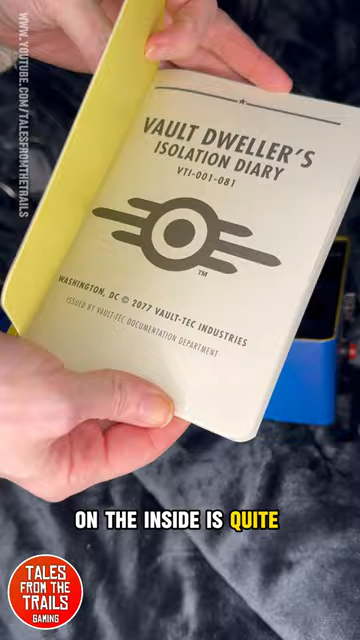 WWW.YOUTUBE.COM/TALESFROMTHETRAILS
VAULT DWELLER'S
ISOLATION DIARY
VTI-001-081
TM
WASHINGTON, DC © 2077 VAULT-TEC INDUSTRIES
ISSUED BY VAULT-TEC DOCUMENTATION DEPARTMENT
ON THE INSIDE IS QUITE
TALES
FROM THE
TRAILS
GAMING